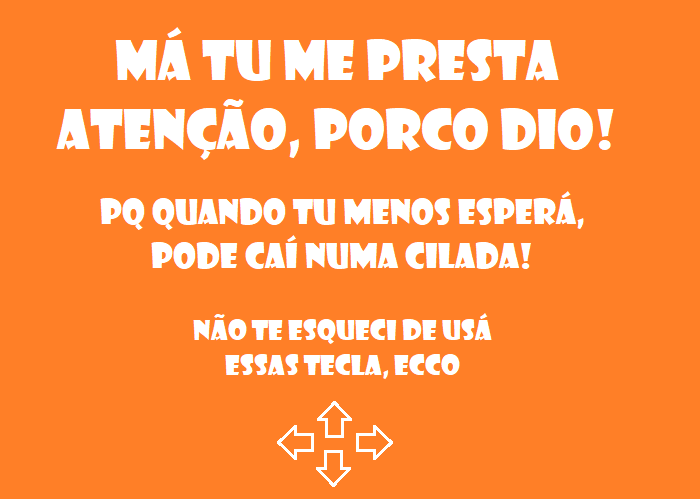 MÁ TU ME PRESTA
ATENÇÃO, PORCO DIO!
PQ QUANDO TU MENOS ESPERÁ,
PODE CAÍ NUMA CILADA!
NÃO TE ESQUECI DE USÁ
ESSAS TECLA, ECCO